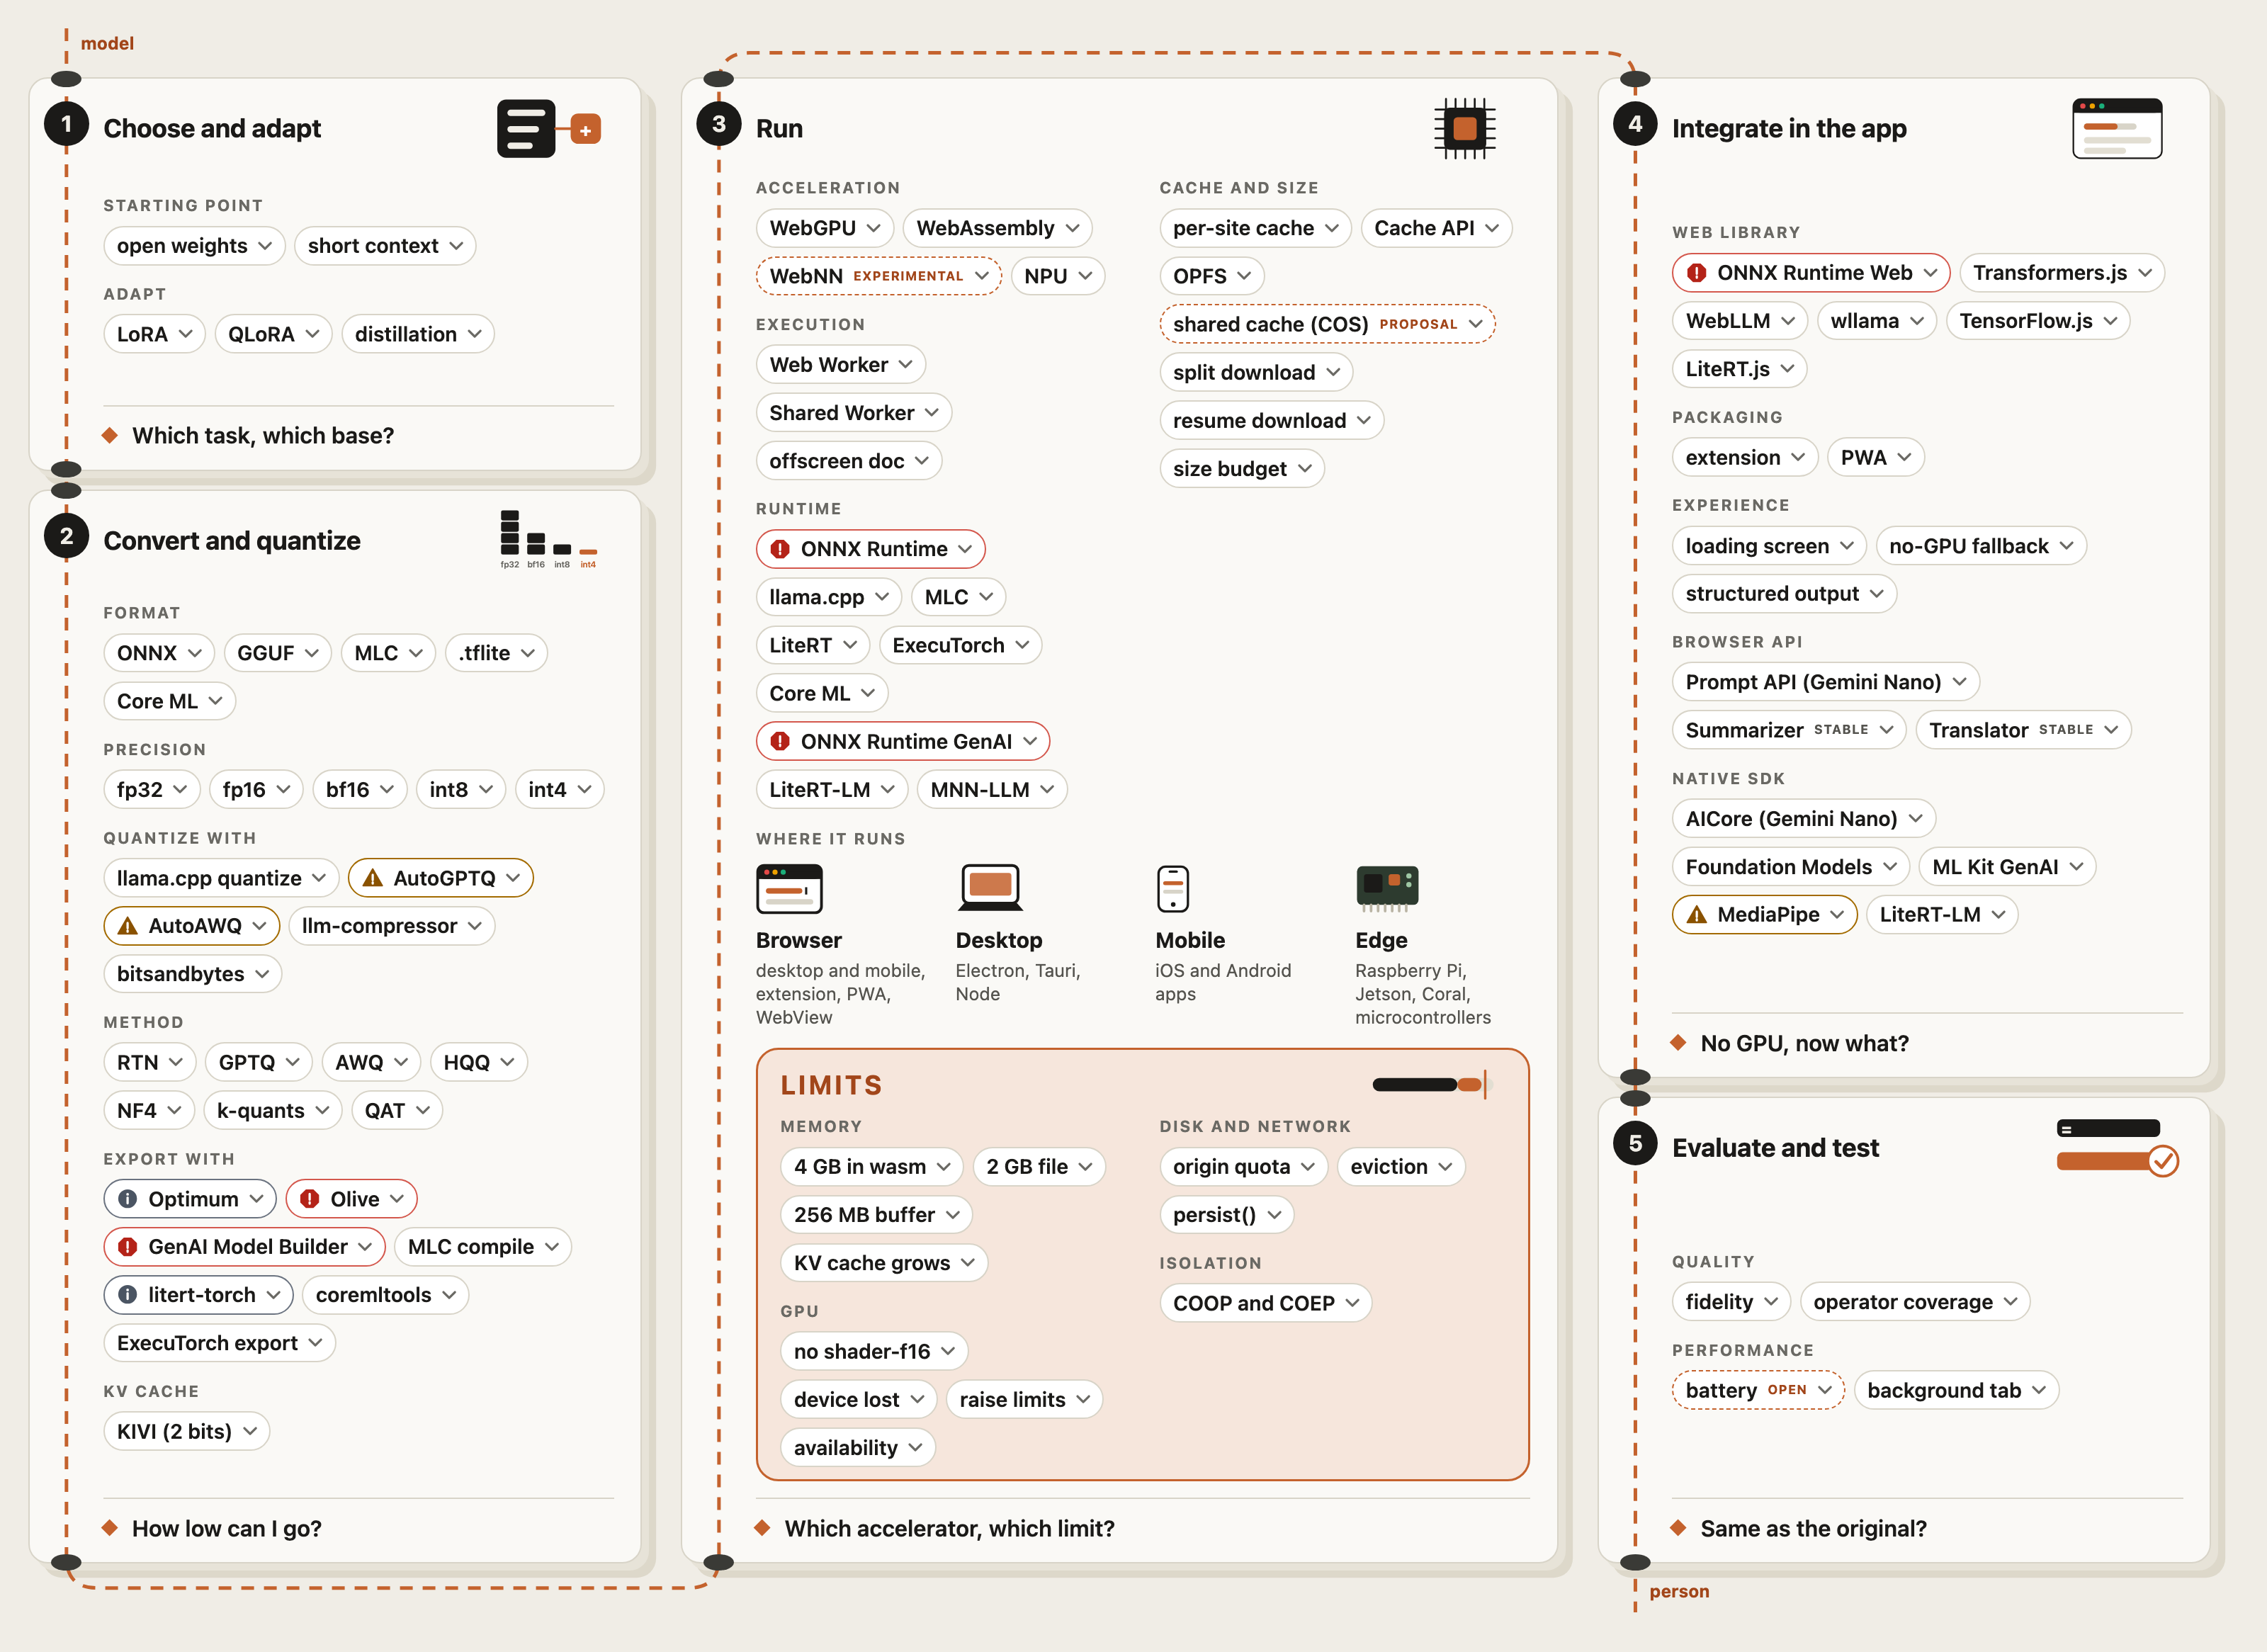 model
1 Choose and adapt
STARTING POINT
open weights short context
ADAPT
LoRA QLoRA distillation
Which task, which base?
2 Convert and quantize
fp32 bf16 int8 int4
FORMAT
ONNX GGUF MLC .tflite
Core ML
PRECISION
fp32 fp16 bf16 int8 int4
QUANTIZE WITH
llama.cpp quantize AutoGPTQ
AutoAWQ llm-compressor
bitsandbytes
METHOD
RTN GPTQ AWQ HQQ
NF4 k-quants QAT
EXPORT WITH
Optimum Olive
GenAI Model Builder MLC compile
litert-torch coremltools
ExecuTorch export
KV CACHE
KIVI (2 bits)
How low can I go?
3 Run
ACCELERATION
WebGPU WebAssembly
WebNN EXPERIMENTAL NPU
EXECUTION
Web Worker
Shared Worker
offscreen doc
RUNTIME
ONNX Runtime
llama.cpp MLC
LiteRT ExecuTorch
Core ML
ONNX Runtime GenAI
LiteRT-LM MNN-LLM
CACHE AND SIZE
per-site cache Cache API
OPFS
shared cache (COS) PROPOSAL
split download
resume download
size budget
WHERE IT RUNS
Browser
desktop and mobile,
extension, PWA,
WebView
Desktop
Electron, Tauri,
Node
Mobile
iOS and Android
apps
Edge
Raspberry Pi,
Jetson, Coral,
microcontrollers
LIMITS
MEMORY
4 GB in wasm 2 GB file
256 MB buffer
KV cache grows
GPU
no shader-f16
device lost raise limits
availability
DISK AND NETWORK
origin quota eviction
persist()
ISOLATION
COOP and COEP
Which accelerator, which limit?
4 Integrate in the app
WEB LIBRARY
ONNX Runtime Web Transformers.js
WebLLM wllama TensorFlow.js
LiteRT.js
PACKAGING
extension PWA
EXPERIENCE
loading screen no-GPU fallback
structured output
BROWSER API
Prompt API (Gemini Nano)
Summarizer STABLE Translator STABLE
NATIVE SDK
AICore (Gemini Nano)
Foundation Models ML Kit GenAI
MediaPipe LiteRT-LM
No GPU, now what?
5 Evaluate and test
QUALITY
fidelity operator coverage
PERFORMANCE
battery OPEN background tab
Same as the original?
person